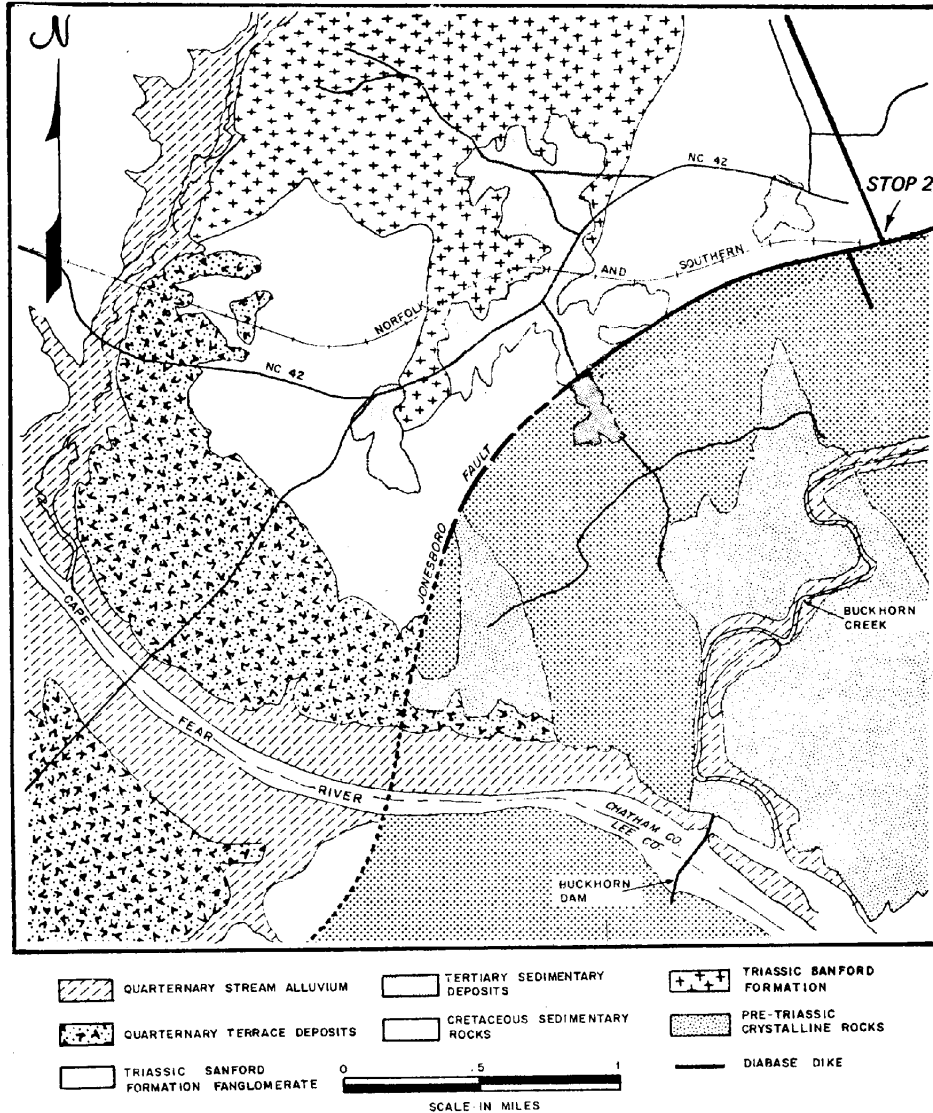 N
NC 42
STOP 2
AND
SOUTHERN
NORFOLK
NC 42
FAULT
JONESBORO
CAPE
BUCKHORN
CREEK
FEAR
RIVER
CHATHAM CO.
LEE CO.
BUCKHORN
DAM
QUARTERNARY STREAM ALLUVIUM
TERTIARY SEDIMENTARY
DEPOSITS
TRIASSIC SANFORD
FORMATION
QUARTERNARY TERRACE DEPOSITS
CRETACEOUS SEDIMENTARY
ROCKS
PRE-TRIASSIC
CRYSTALLINE ROCKS
TRIASSIC SANFORD
FORMATION FANGLOMERATE
0 .5 1
SCALE IN MILES
DIABASE DIKE